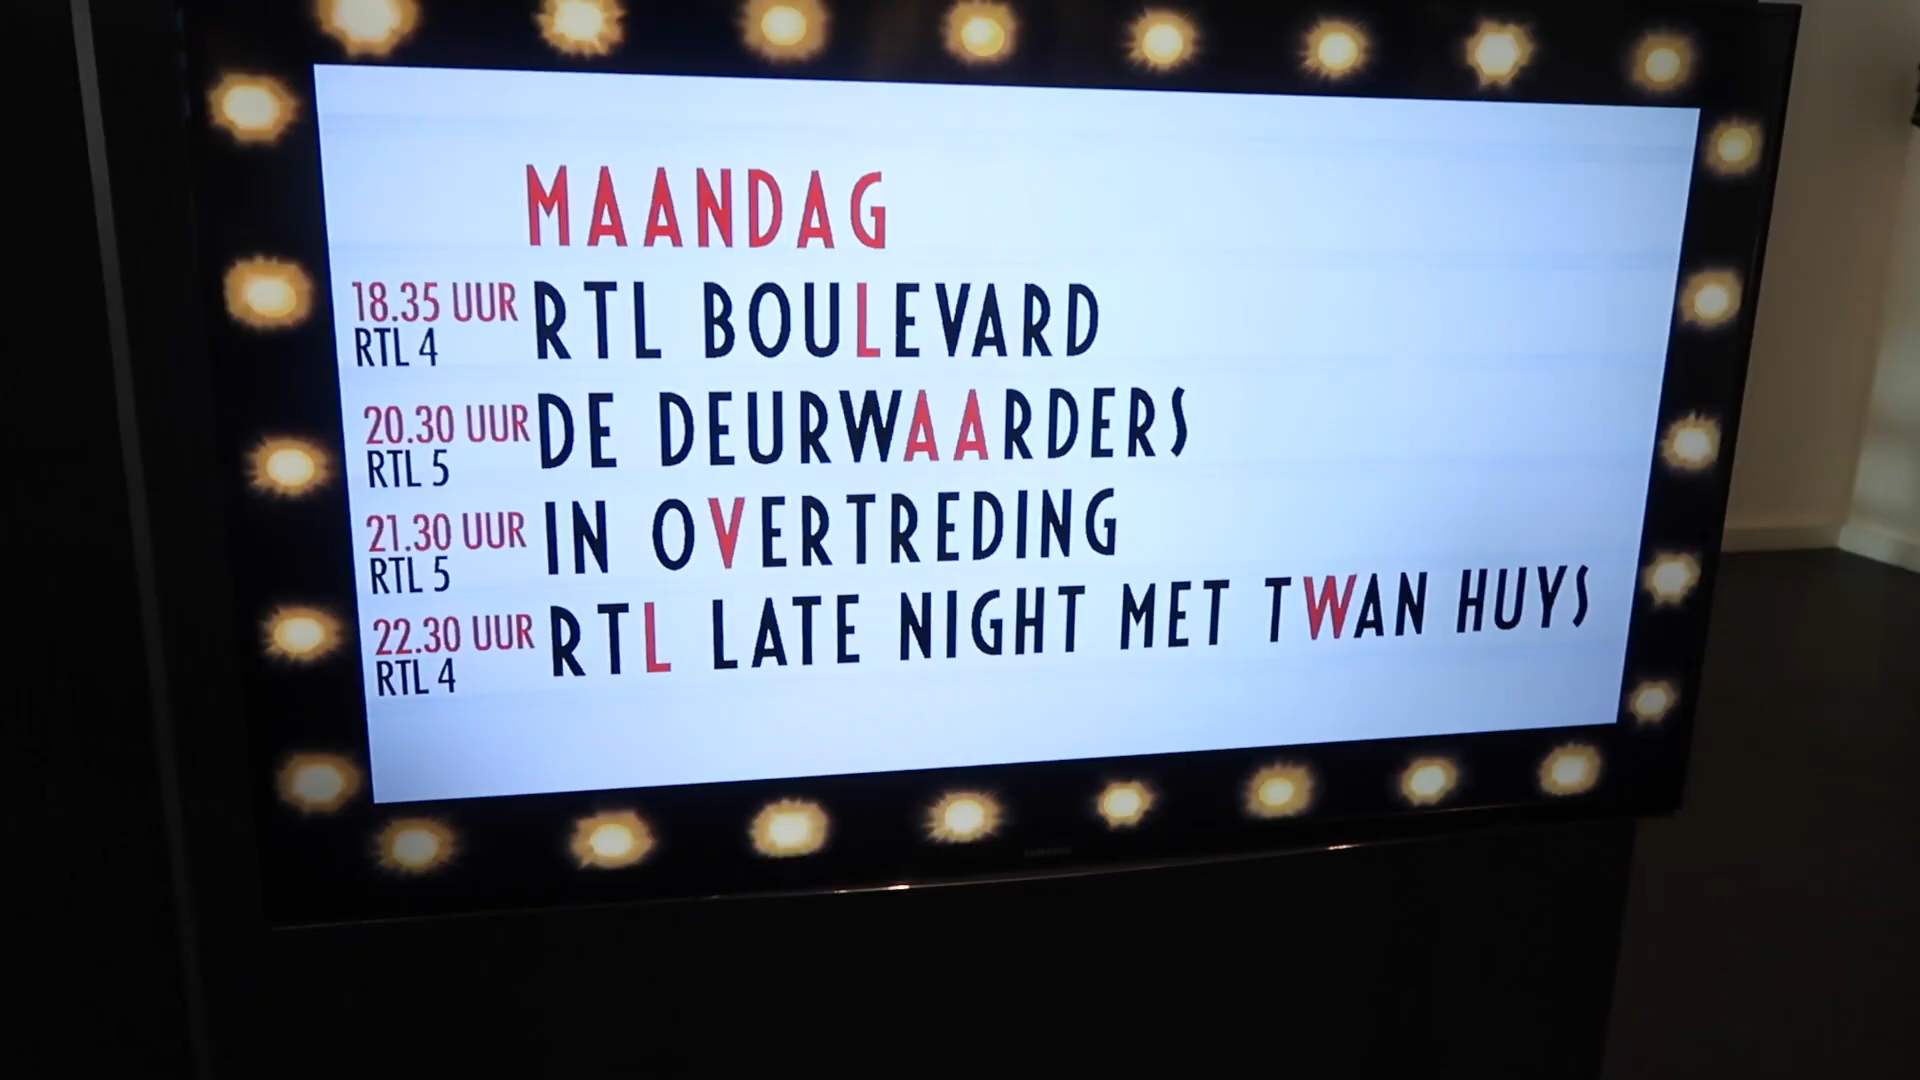 MAANDAG
18.35 UUR RTL BOULEVARD
RTL 4
20.30 UUR DE DEURWAARDERS
RTL 5
21.30 UUR IN OVERTREDING
RTL 5
22.30 UUR RTL LATE NIGHT MET TWAN HUYS
RTL 4